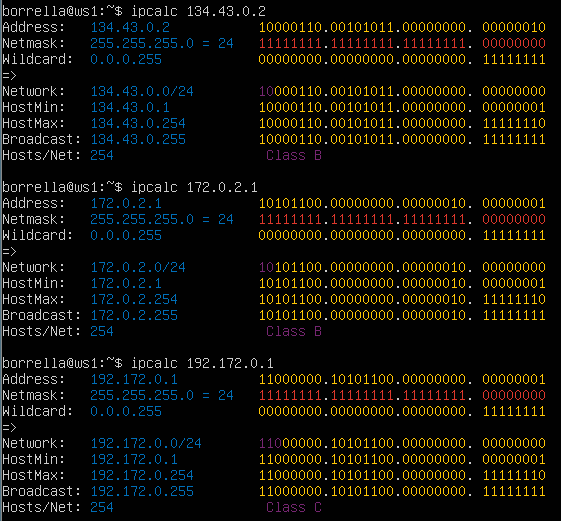 borrella@ws1:~$ ipcalc 134.43.0.2
Address:   134.43.0.2           10000110.00101011.00000000. 00000010
Netmask:   255.255.255.0 = 24   11111111.11111111.11111111. 00000000
Wildcard:  0.0.0.255            00000000.00000000.00000000. 11111111
=>
Network:   134.43.0.0/24        10000110.00101011.00000000. 00000000
HostMin:   134.43.0.1           10000110.00101011.00000000. 00000001
HostMax:   134.43.0.254         10000110.00101011.00000000. 11111110
Broadcast: 134.43.0.255         10000110.00101011.00000000. 11111111
Hosts/Net: 254                   Class B
borrella@ws1:~$ ipcalc 172.0.2.1
Address:   172.0.2.1            10101100.00000000.00000010. 00000001
Netmask:   255.255.255.0 = 24   11111111.11111111.11111111. 00000000
Wildcard:  0.0.0.255            00000000.00000000.00000000. 11111111
=>
Network:   172.0.2.0/24         10101100.00000000.00000010. 00000000
HostMin:   172.0.2.1            10101100.00000000.00000010. 00000001
HostMax:   172.0.2.254          10101100.00000000.00000010. 11111110
Broadcast: 172.0.2.255          10101100.00000000.00000010. 11111111
Hosts/Net: 254                   Class B
borrella@ws1:~$ ipcalc 192.172.0.1
Address:   192.172.0.1          11000000.10101100.00000000. 00000001
Netmask:   255.255.255.0 = 24   11111111.11111111.11111111. 00000000
Wildcard:  0.0.0.255            00000000.00000000.00000000. 11111111
=>
Network:   192.172.0.0/24       11000000.10101100.00000000. 00000000
HostMin:   192.172.0.1          11000000.10101100.00000000. 00000001
HostMax:   192.172.0.254        11000000.10101100.00000000. 11111110
Broadcast: 192.172.0.255        11000000.10101100.00000000. 11111111
Hosts/Net: 254                   Class C